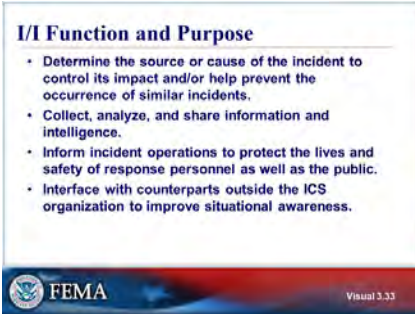 I/I Function and Purpose
• Determine the source or cause of the incident to
control its impact and/or help prevent the
occurrence of similar incidents.
• Collect, analyze, and share information and
intelligence.
• Inform incident operations to protect the lives and
safety of response personnel as well as the public.
• Interface with counterparts outside the ICS
organization to improve situational awareness.
FEMA
Visual 3.33